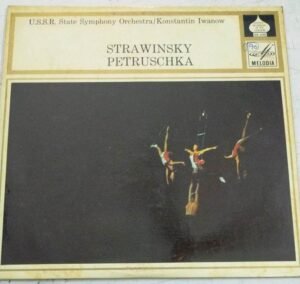 U.S.S.R. State Symphony Orchestra/Konstantin Iwanow
STRAWINSKY
PETRUSCHKA
MELODIA